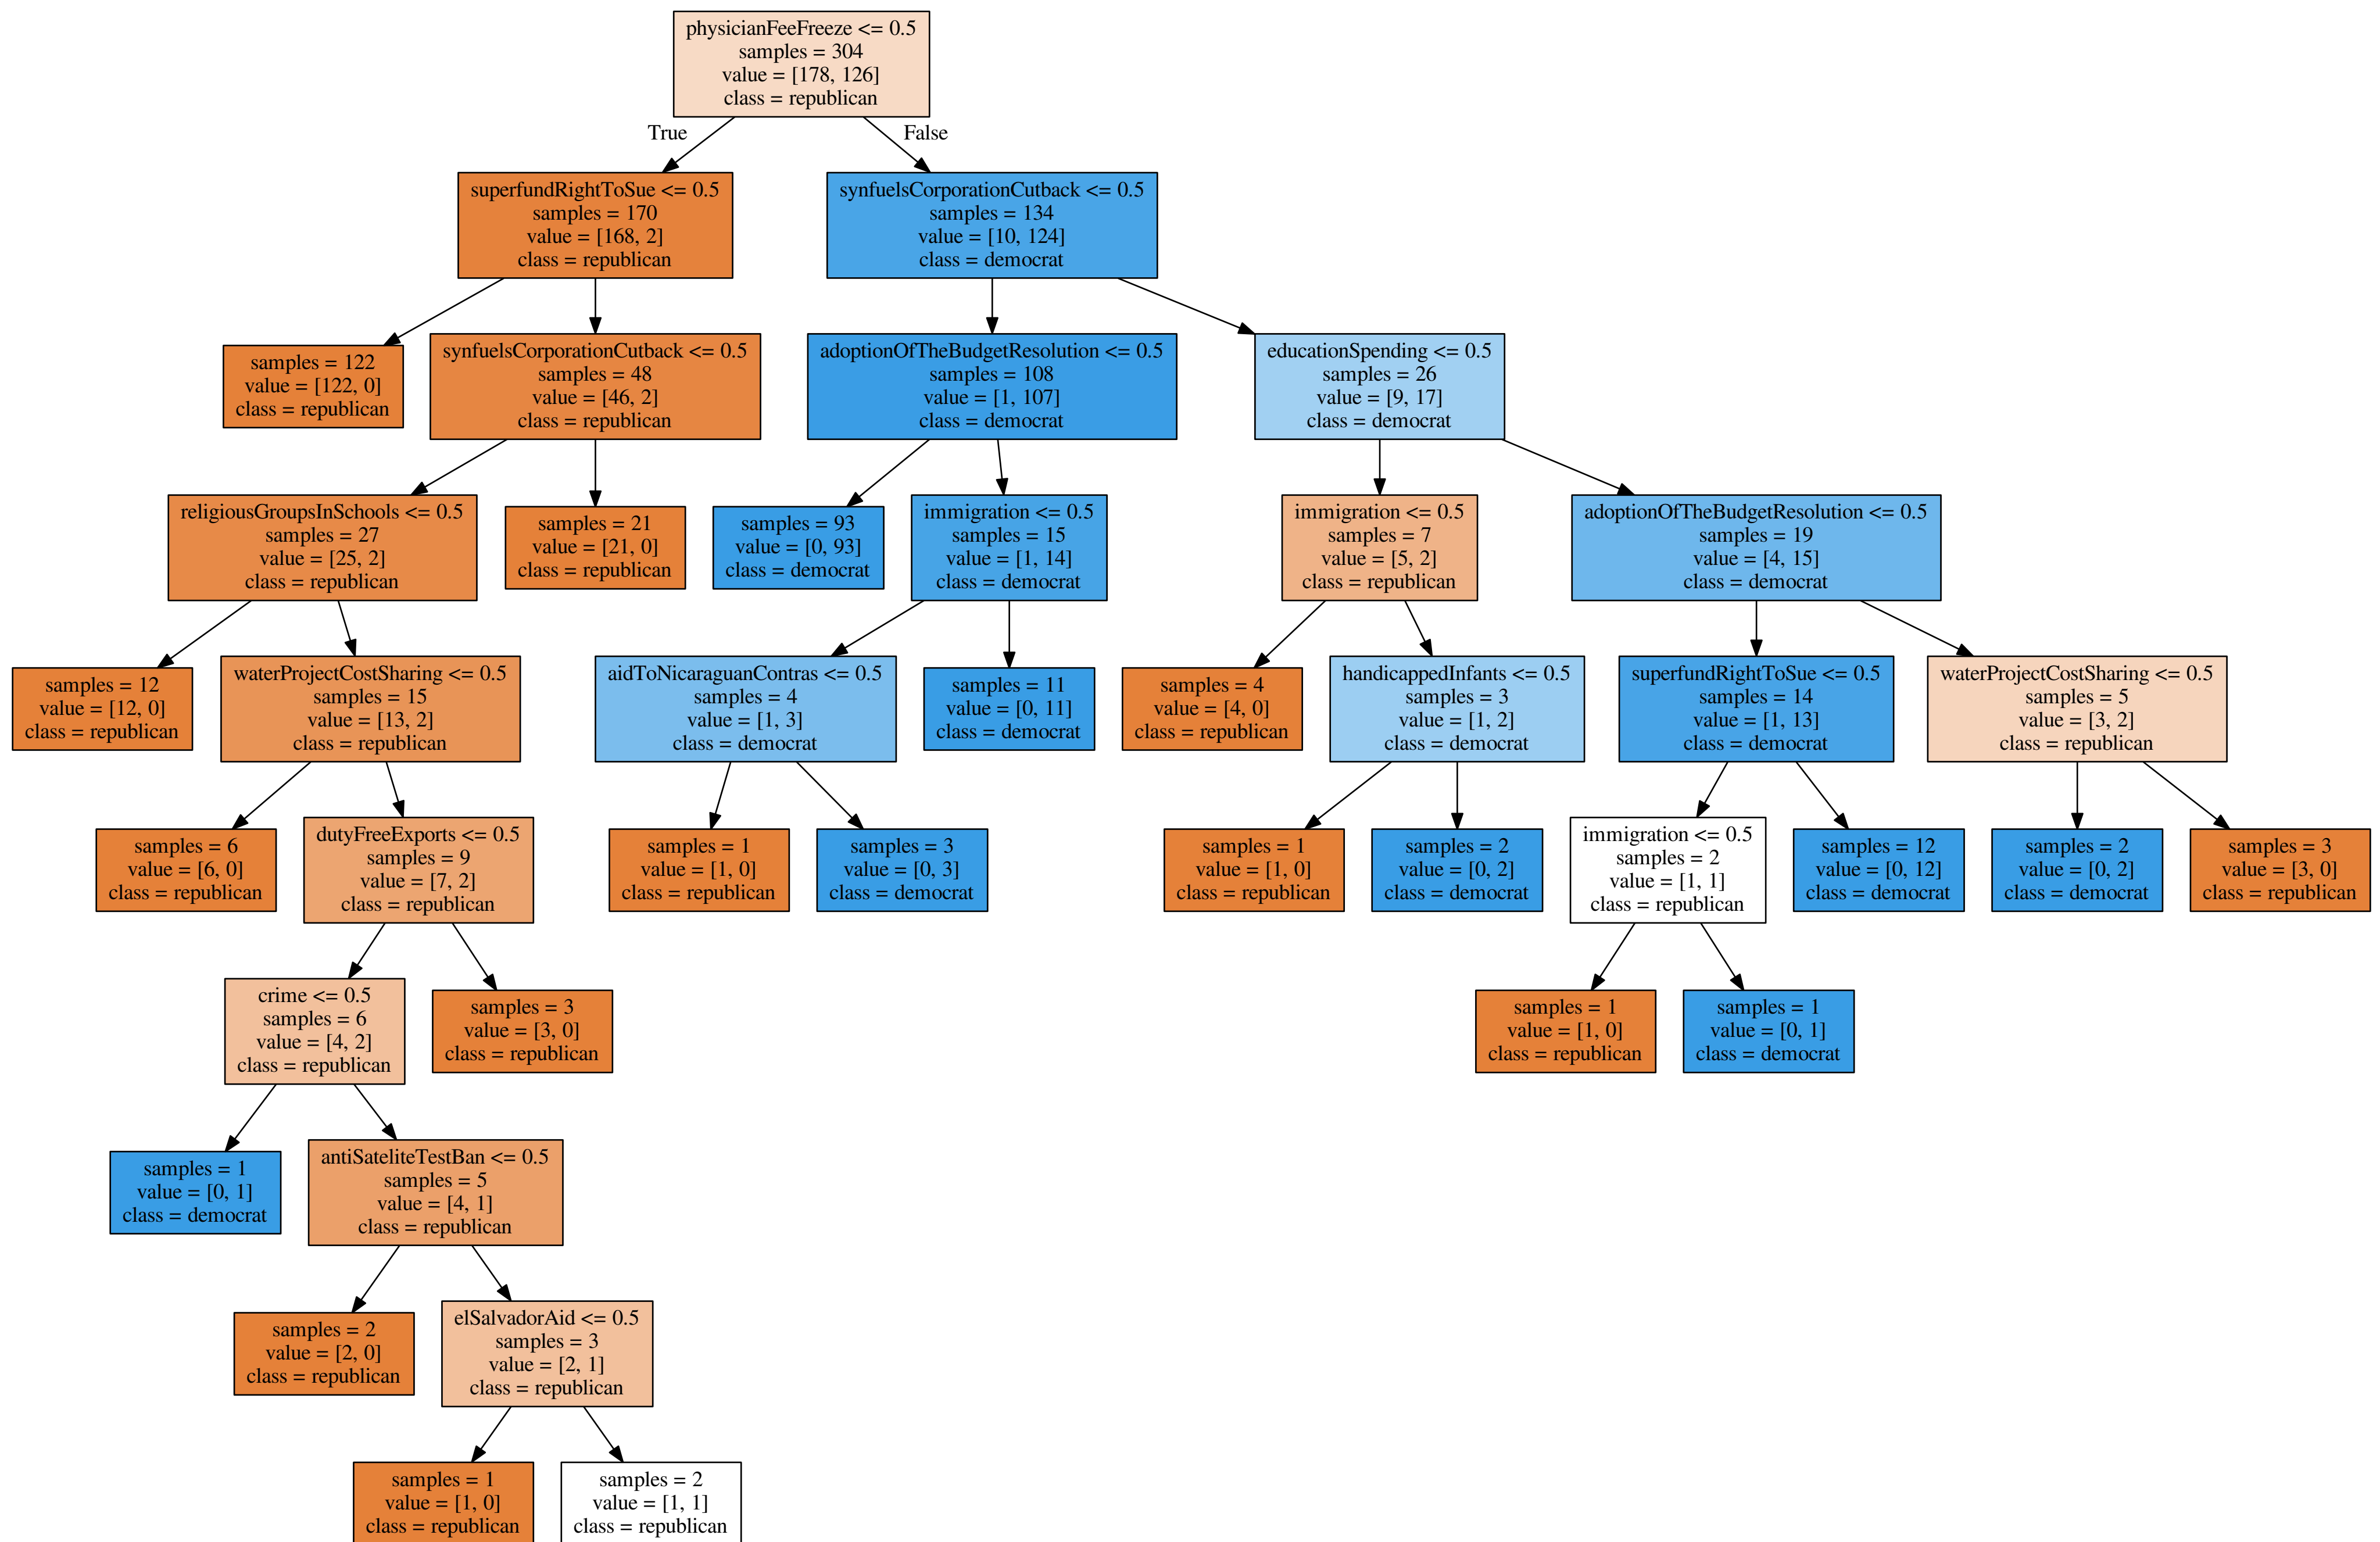 physicianFeeFreeze <= 0.5
samples = 304
value = [178, 126]
class = republican
True
False
superfundRightToSue <= 0.5
samples = 170
value = [168, 2]
class = republican
synfuelsCorporationCutback <= 0.5
samples = 134
value = [10, 124]
class = democrat
samples = 122
value = [122, 0]
class = republican
synfuelsCorporationCutback <= 0.5
samples = 48
value = [46, 2]
class = republican
adoptionOfTheBudgetResolution <= 0.5
samples = 108
value = [1, 107]
class = democrat
educationSpending <= 0.5
samples = 26
value = [9, 17]
class = democrat
religiousGroupsInSchools <= 0.5
samples = 27
value = [25, 2]
class = republican
samples = 21
value = [21, 0]
class = republican
samples = 93
value = [0, 93]
class = democrat
immigration <= 0.5
samples = 15
value = [1, 14]
class = democrat
immigration <= 0.5
samples = 7
value = [5, 2]
class = republican
adoptionOfTheBudgetResolution <= 0.5
samples = 19
value = [4, 15]
class = democrat
samples = 12
value = [12, 0]
class = republican
waterProjectCostSharing <= 0.5
samples = 15
value = [13, 2]
class = republican
aidToNicaraguanContras <= 0.5
samples = 4
value = [1, 3]
class = democrat
samples = 11
value = [0, 11]
class = democrat
samples = 4
value = [4, 0]
class = republican
handicappedInfants <= 0.5
samples = 3
value = [1, 2]
class = democrat
superfundRightToSue <= 0.5
samples = 14
value = [1, 13]
class = democrat
waterProjectCostSharing <= 0.5
samples = 5
value = [3, 2]
class = republican
samples = 6
value = [6, 0]
class = republican
dutyFreeExports <= 0.5
samples = 9
value = [7, 2]
class = republican
samples = 1
value = [1, 0]
class = republican
samples = 3
value = [0, 3]
class = democrat
samples = 1
value = [1, 0]
class = republican
samples = 2
value = [0, 2]
class = democrat
immigration <= 0.5
samples = 2
value = [1, 1]
class = republican
samples = 12
value = [0, 12]
class = democrat
samples = 2
value = [0, 2]
class = democrat
samples = 3
value = [3, 0]
class = republican
crime <= 0.5
samples = 6
value = [4, 2]
class = republican
samples = 3
value = [3, 0]
class = republican
samples = 1
value = [1, 0]
class = republican
samples = 1
value = [0, 1]
class = democrat
samples = 1
value = [0, 1]
class = democrat
antiSateliteTestBan <= 0.5
samples = 5
value = [4, 1]
class = republican
samples = 2
value = [2, 0]
class = republican
elSalvadorAid <= 0.5
samples = 3
value = [2, 1]
class = republican
samples = 1
value = [1, 0]
class = republican
samples = 2
value = [1, 1]
class = republican